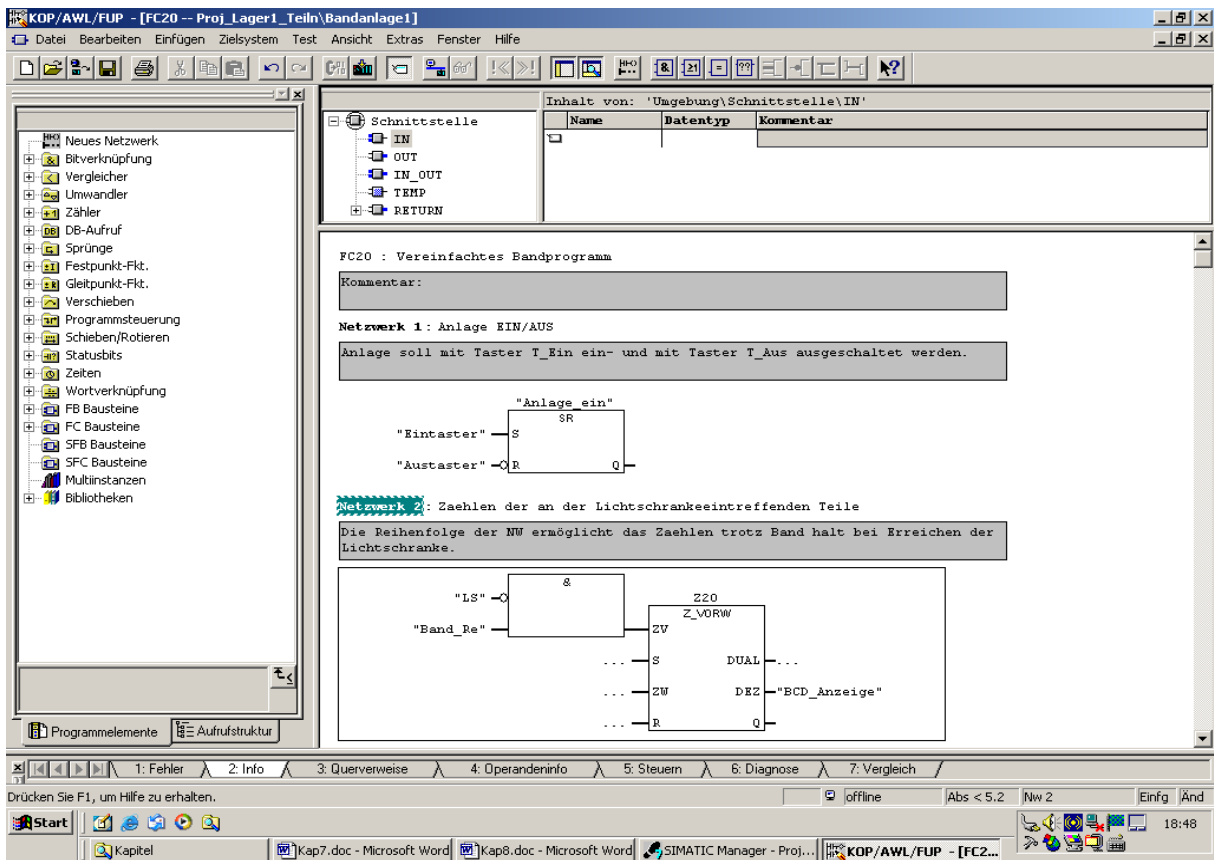 KOP/AWL/FUP - [FC20 -- Proj_Lager1_Teiln\Bandanlage1]
Datei Bearbeiten Einfügen Zielsystem Test Ansicht Extras Fenster Hilfe
Neues Netzwerk
Bitverknüpfung
Vergleicher
Umwandler
Zähler
DB-Aufruf
Sprünge
Festpunkt-Fkt.
Gleitpunkt-Fkt.
Verschieben
Programmsteuerung
Schieben/Rotieren
Statusbits
Zeiten
Wortverknüpfung
FB Bausteine
FC Bausteine
SFB Bausteine
SFC Bausteine
Multiinstanzen
Bibliotheken
Programmelemente Aufrufstruktur
Schnittstelle
IN
OUT
IN_OUT
TEMP
RETURN
Inhalt von: 'Umgebung\Schnittstelle\IN'
Name Datentyp Kommentar
FC20 : Vereinfachtes Bandprogramm
Kommentar:
Netzwerk 1: Anlage EIN/AUS
Anlage soll mit Taster T_Ein ein- und mit Taster T_Aus ausgeschaltet werden.
"Anlage_ein"
SR
"Eintaster" S
"Austaster" R Q
Netzwerk 2: Zaehlen der an der Lichtschrankeeintreffenden Teile
Die Reihenfolge der NW ermöglicht das Zaehlen trotz Band halt bei Erreichen der
Lichtschranke.
&
"LS" Z20
Z_VORW
"Band_Re" ZV
... S DUAL ...
... ZW DEZ "BCD_Anzeige"
... R Q
1: Fehler 2: Info 3: Querverweise 4: Operandeninfo 5: Steuern 6: Diagnose 7: Vergleich
Drücken Sie F1, um Hilfe zu erhalten. offline Abs < 5.2 Nw 2 Einfg Änd
Start 18:48
Kapitel Kap7.doc - Microsoft Word Kap8.doc - Microsoft Word SIMATIC Manager - Proj... KOP/AWL/FUP - [FC2...